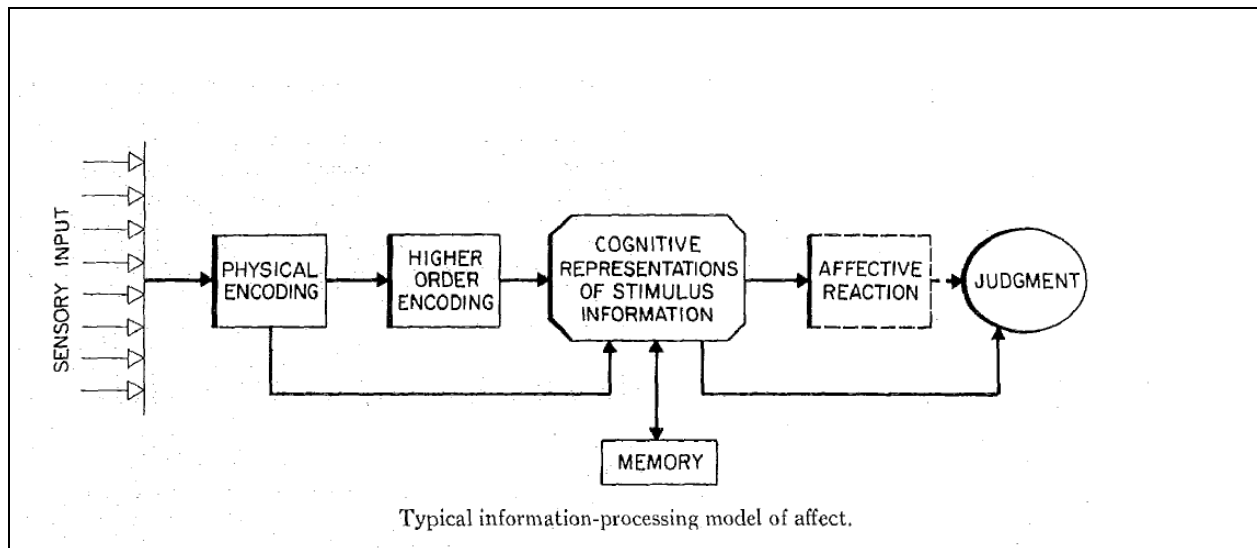 SENSORY INPUT
PHYSICAL
ENCODING
HIGHER
ORDER
ENCODING
COGNITIVE
REPRESENTATIONS
OF STIMULUS
INFORMATION
AFFECTIVE
REACTION
JUDGMENT
MEMORY
Typical information-processing model of affect.